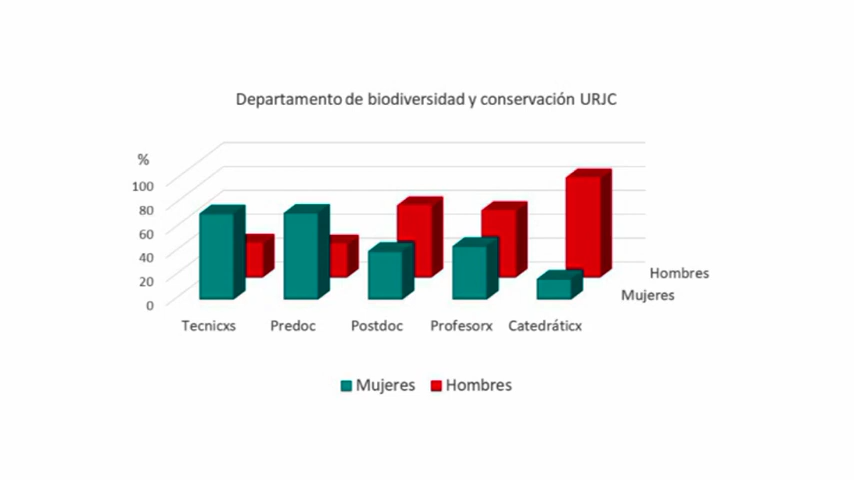 Departamento de biodiversidad y conservación URJC
%
100
80
60
40
20
0
Hombres
Mujeres
Tecnicxs Predoc Postdoc Profesorx Catedráticx
Mujeres Hombres